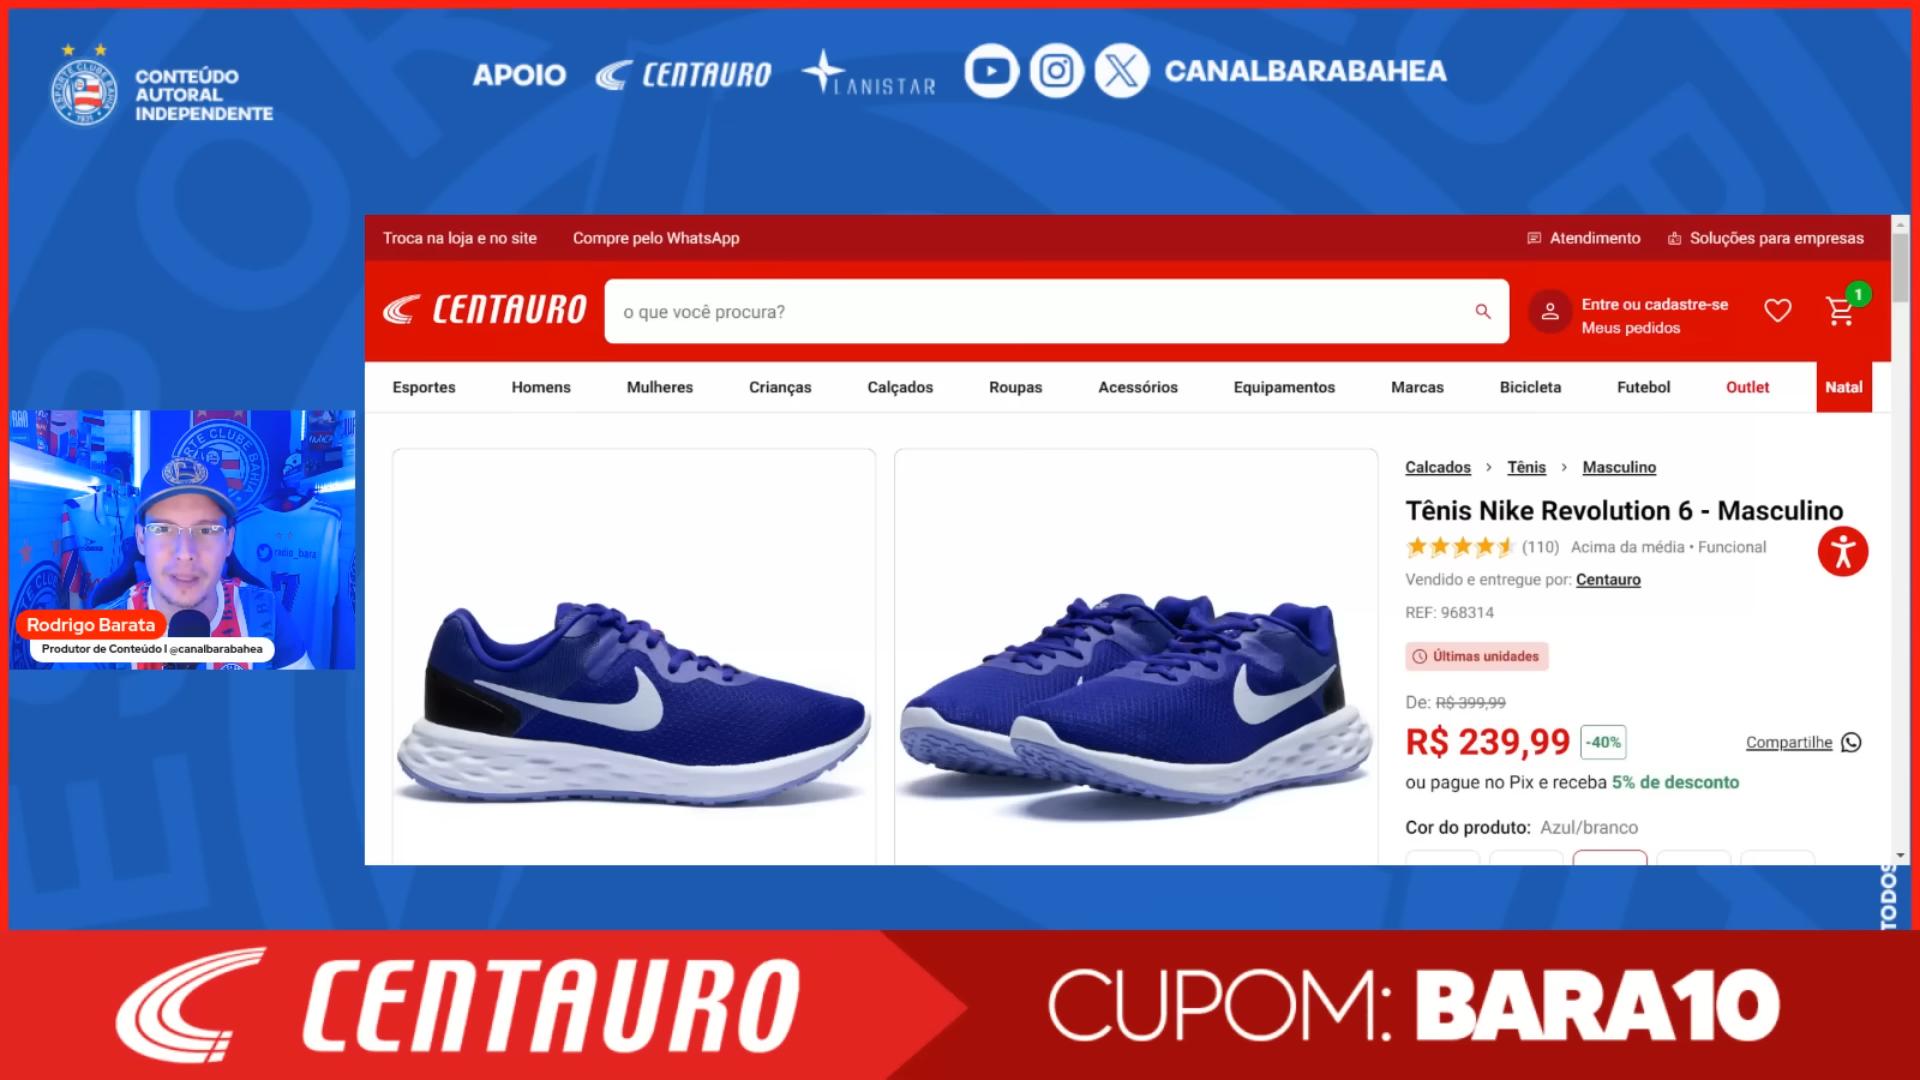 CONTEÚDO
AUTORAL
INDEPENDENTE
APOIO
CENTAURO
LANISTAR
CANALBARABAHEA
Troca na loja e no site
Compre pelo WhatsApp
Atendimento
Soluções para empresas
CENTAURO
o que você procura?
Entre ou cadastre-se
Meus pedidos
1
Esportes
Homens
Mulheres
Crianças
Calçados
Roupas
Acessórios
Equipamentos
Marcas
Bicicleta
Futebol
Outlet
Natal
Calcados > Tênis > Masculino
Tênis Nike Revolution 6 - Masculino
(110) Acima da média • Funcional
Vendido e entregue por: Centauro
REF: 968314
Últimas unidades
De: R$ 399,99
R$ 239,99 -40%
Compartilhe
ou pague no Pix e receba 5% de desconto
Cor do produto: Azul/branco
radio_bara
Rodrigo Barata
Produtor de Conteúdo | @canalbarabahea
TODOS
CENTAURO
CUPOM: BARA10